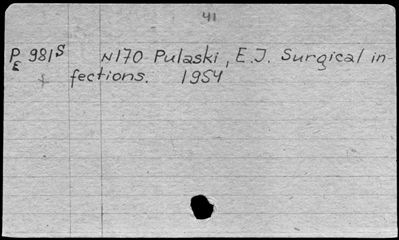 41
P 981S N170 Pulaski, E.J. Surgical in-
E fections. 1954